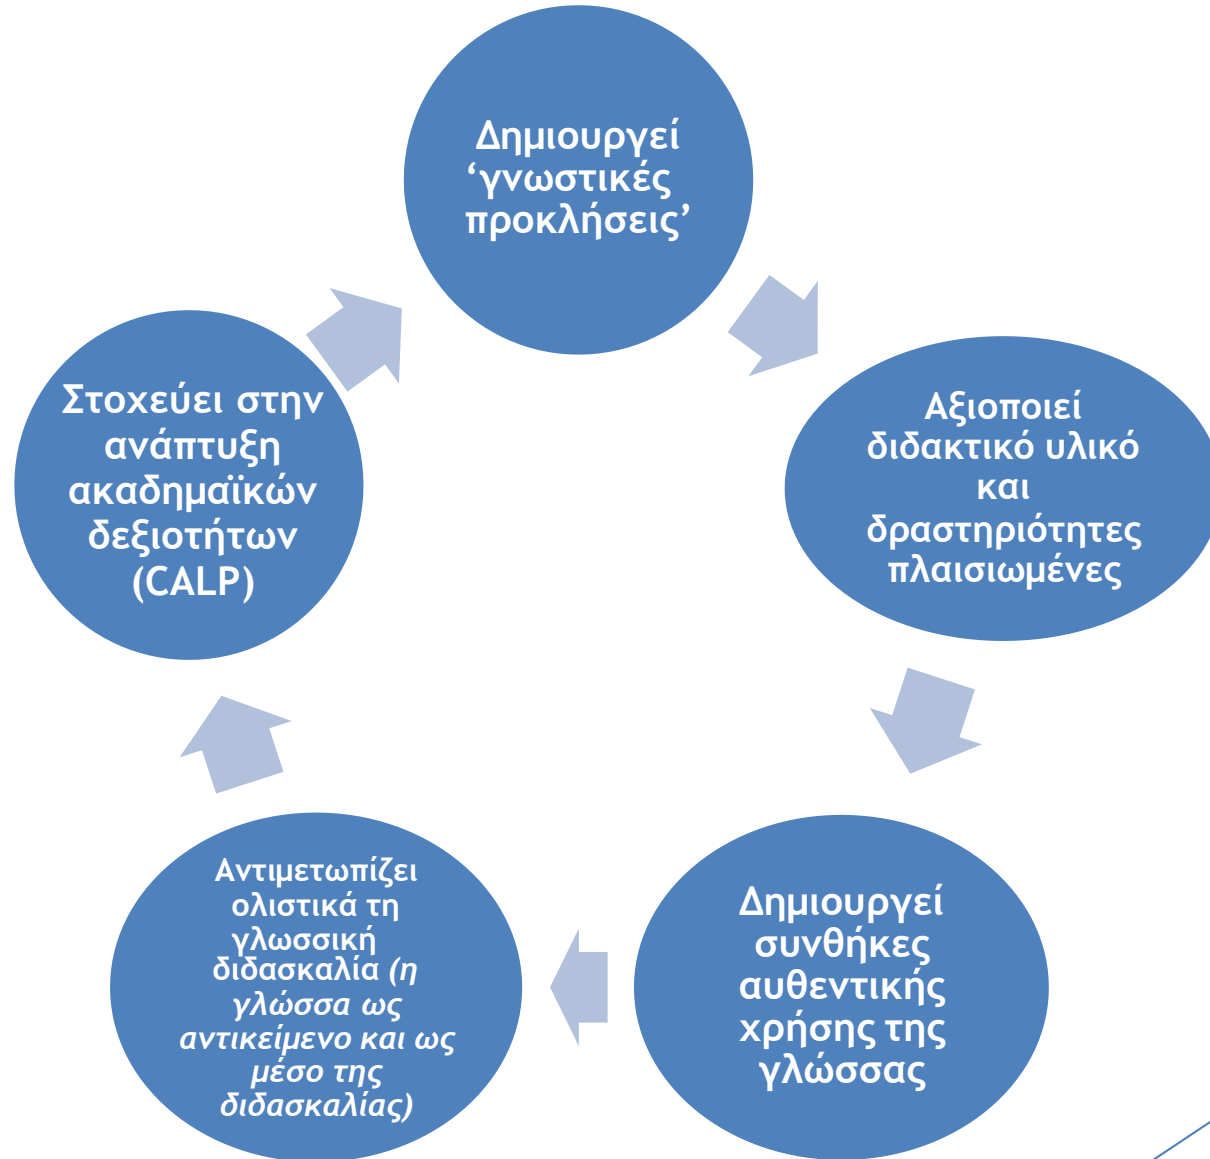 Δημιουργεί
‘γνωστικές
προκλήσεις’
Αξιοποιεί
διδακτικό υλικό
και
δραστηριότητες
πλαισιωμένες
Δημιουργεί
συνθήκες
αυθεντικής
χρήσης της
γλώσσας
Αντιμετωπίζει
ολιστικά τη
γλωσσική
διδασκαλία (η
γλώσσα ως
αντικείμενο και ως
μέσο της
διδασκαλίας)
Στοχεύει στην
ανάπτυξη
ακαδημαϊκών
δεξιοτήτων
(CALP)